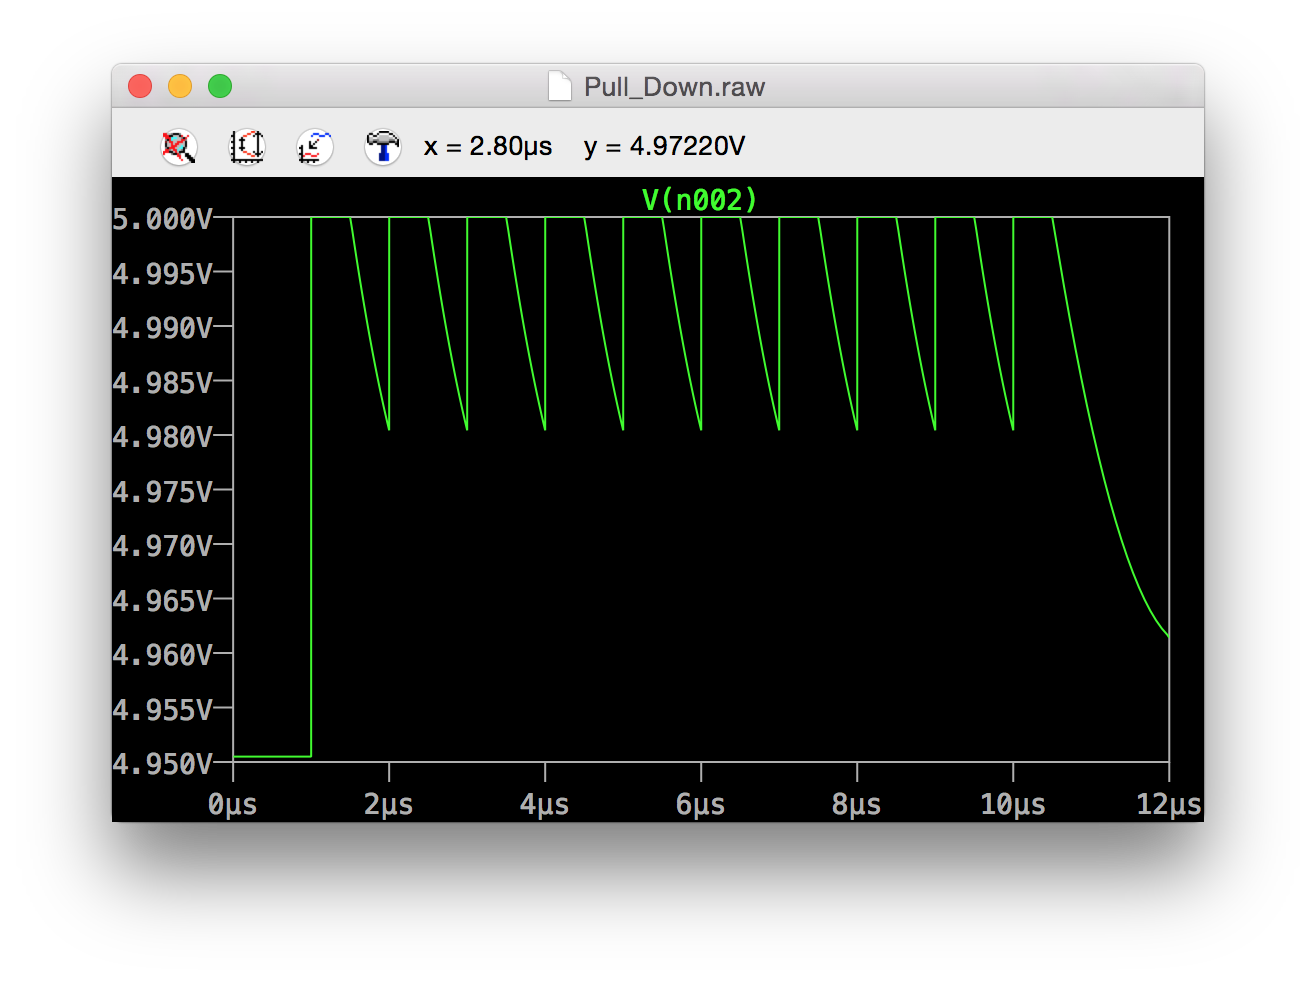 Pull_Down.raw
x = 2.80µs y = 4.97220V
V(n002)
5.000V
4.995V
4.990V
4.985V
4.980V
4.975V
4.970V
4.965V
4.960V
4.955V
4.950V
0µs 2µs 4µs 6µs 8µs 10µs 12µs